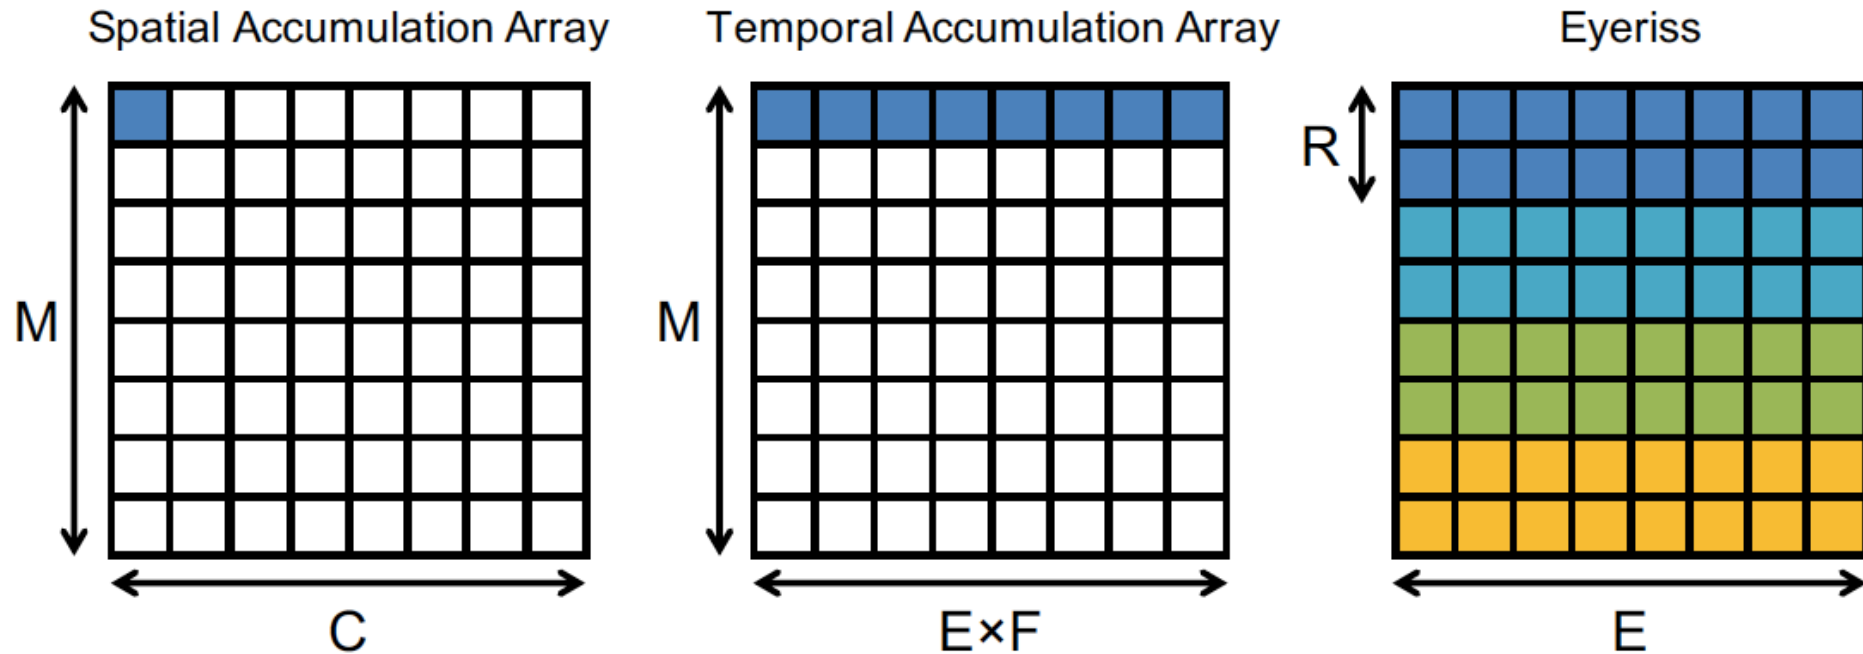 Spatial Accumulation Array
Temporal Accumulation Array
Eyeriss
M
M
R
C
E×F
E